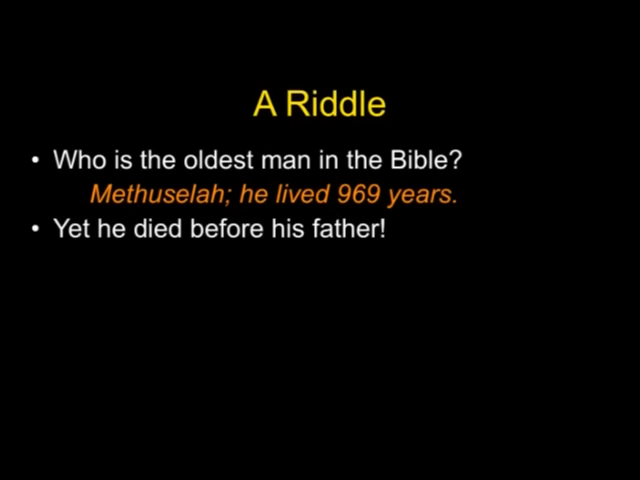 A Riddle
• Who is the oldest man in the Bible?
Methuselah; he lived 969 years.
• Yet he died before his father!